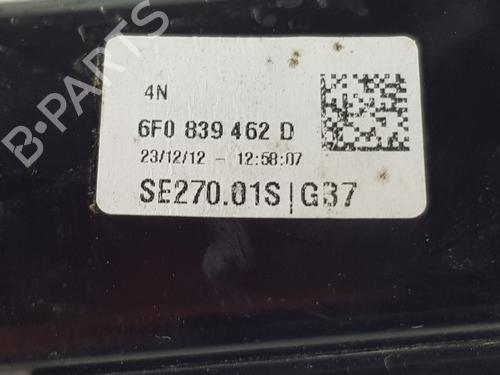 4N
6F0 839 462 D
23/12/12 - 12:58:07
SE270.01S|G37
B-PARTS